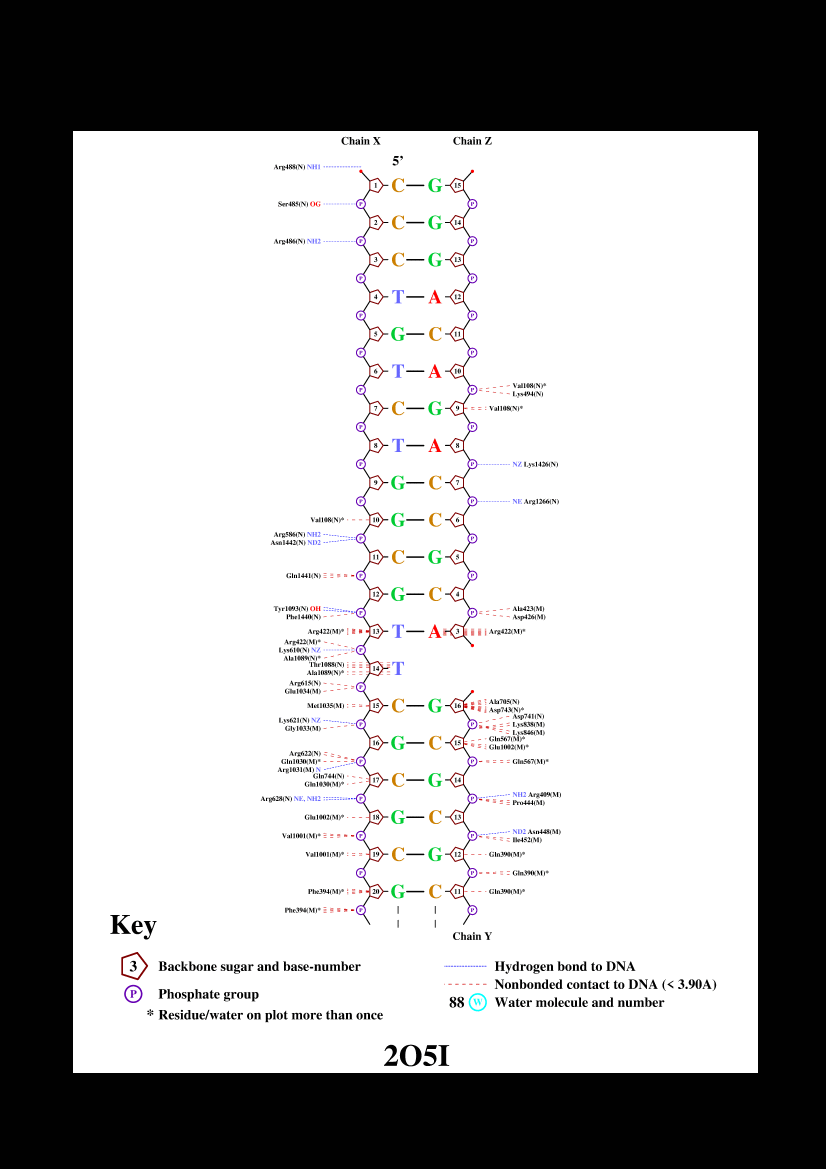 Chain X Chain Z
5’
Arg488(N) NH1
1 C G 15
Ser485(N) OG P P
2 C G 14
Arg486(N) NH2 P P
3 C G 13
P P
4 T A 12
P P
5 G C 11
P P
6 T A 10
Val108(N)*
P P
Lys494(N)
7 C G 9 Val108(N)*
P P
8 T A 8
P P NZ Lys1426(N)
9 G C 7
P P NE Arg1266(N)
Val108(N)* 10 G C 6
Arg586(N) NH2
P P
Asn1442(N) ND2
11 C G 5
Gln1441(N) P P
12 G C 4
Tyr1093(N) OH P P Ala423(M)
Phe1440(N) Asp426(M)
Arg422(M)* 13 T A 3 Arg422(M)*
Arg422(M)*
Lys610(N) NZ P
Ala1089(N)*
Thr1088(N)
14 T
Ala1089(N)*
Arg615(N) P
Glu1034(M)
Ala705(N)
Met1035(M) 15 C G 16
Asp743(N)*
Asp741(N)
Lys621(N) NZ P P Lys838(M)
Gly1033(M) Lys846(M)
Gln567(M)*
16 G C 15
Glu1002(M)*
Arg622(N)
Gln1030(M)* P P Gln567(M)*
Arg1031(M) N
Gln744(N)
17 C G 14
Gln1030(M)*
Arg628(N) NE, NH2 P P NH2 Arg409(M)
Pro444(M)
Glu1002(M)* 18 G C 13
Val1001(M)* P P ND2 Asn448(M)
Ile452(M)
Val1001(M)* 19 C G 12 Gln390(M)*
P P Gln390(M)*
Phe394(M)* 20 G C 11 Gln390(M)*
Phe394(M)* P P
Chain Y
Key
3 Backbone sugar and base-number
P Phosphate group
* Residue/water on plot more than once
Hydrogen bond to DNA
Nonbonded contact to DNA (< 3.90A)
88 W Water molecule and number
2O5I